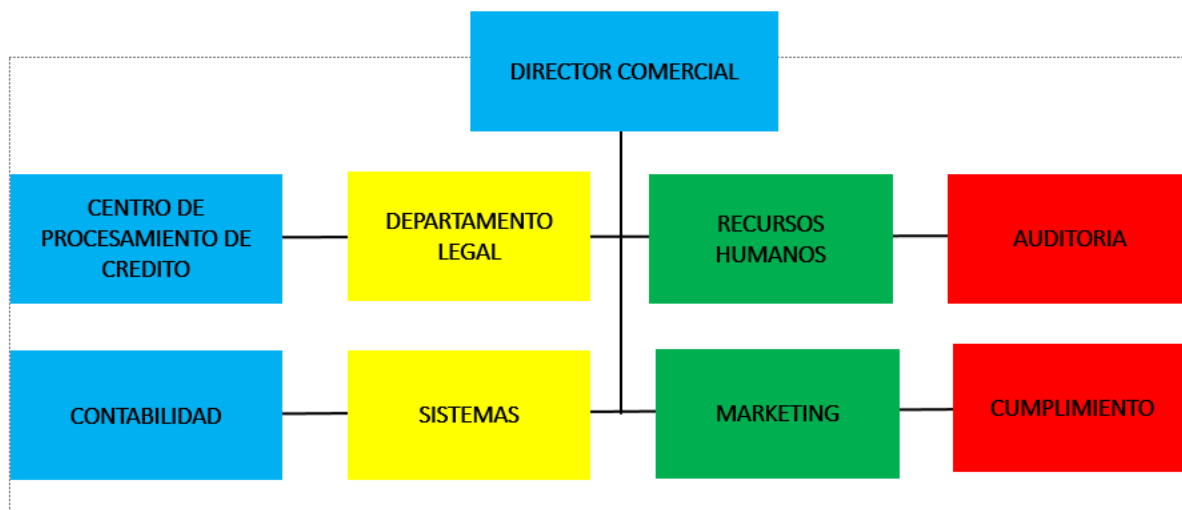 DIRECTOR COMERCIAL
CENTRO DE
PROCESAMIENTO DE
CREDITO
DEPARTAMENTO
LEGAL
RECURSOS
HUMANOS
AUDITORIA
CONTABILIDAD
SISTEMAS
MARKETING
CUMPLIMIENTO